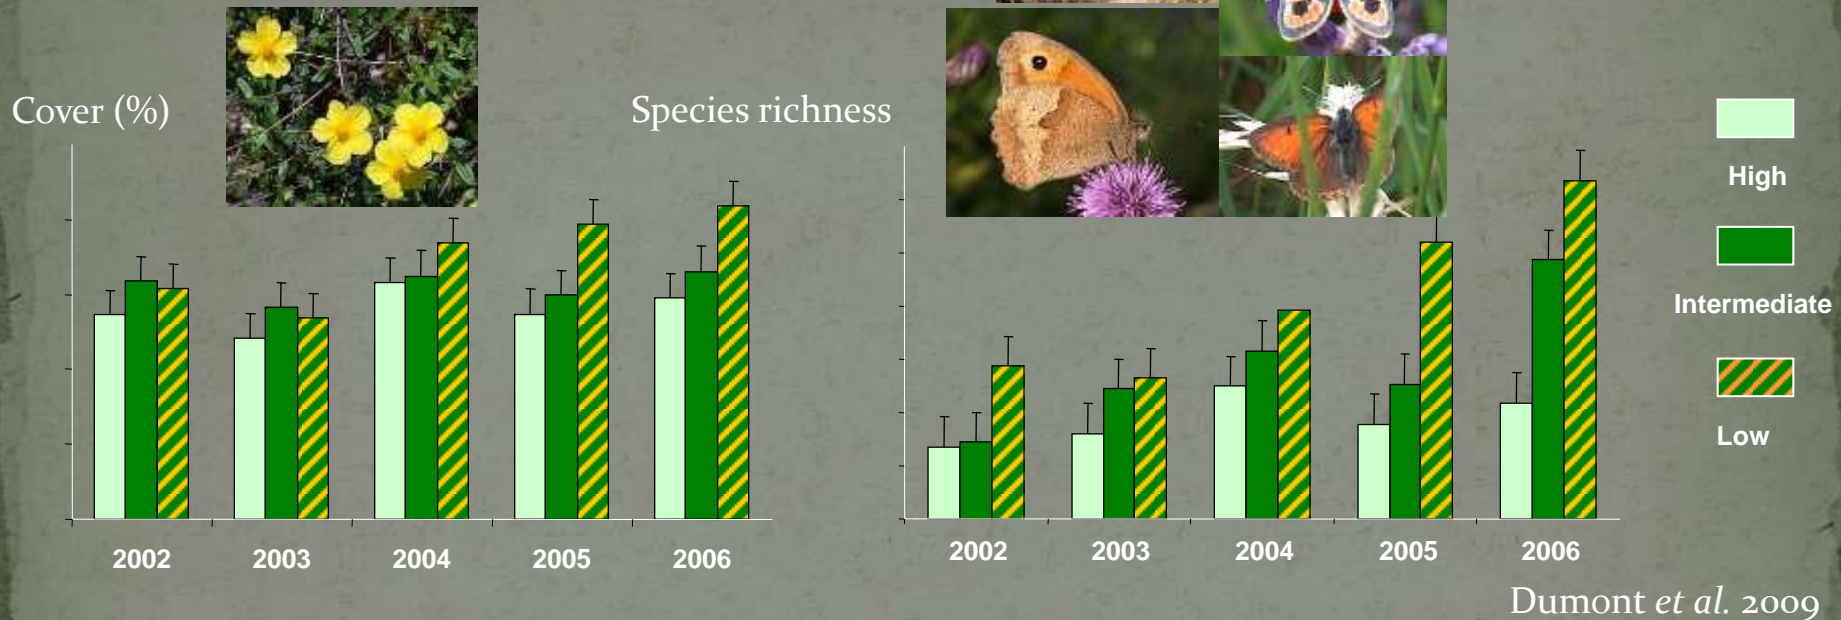 Cover (%)
Species richness
High
Intermediate
Low
2002 2003 2004 2005 2006
2002 2003 2004 2005 2006
Dumont et al. 2009